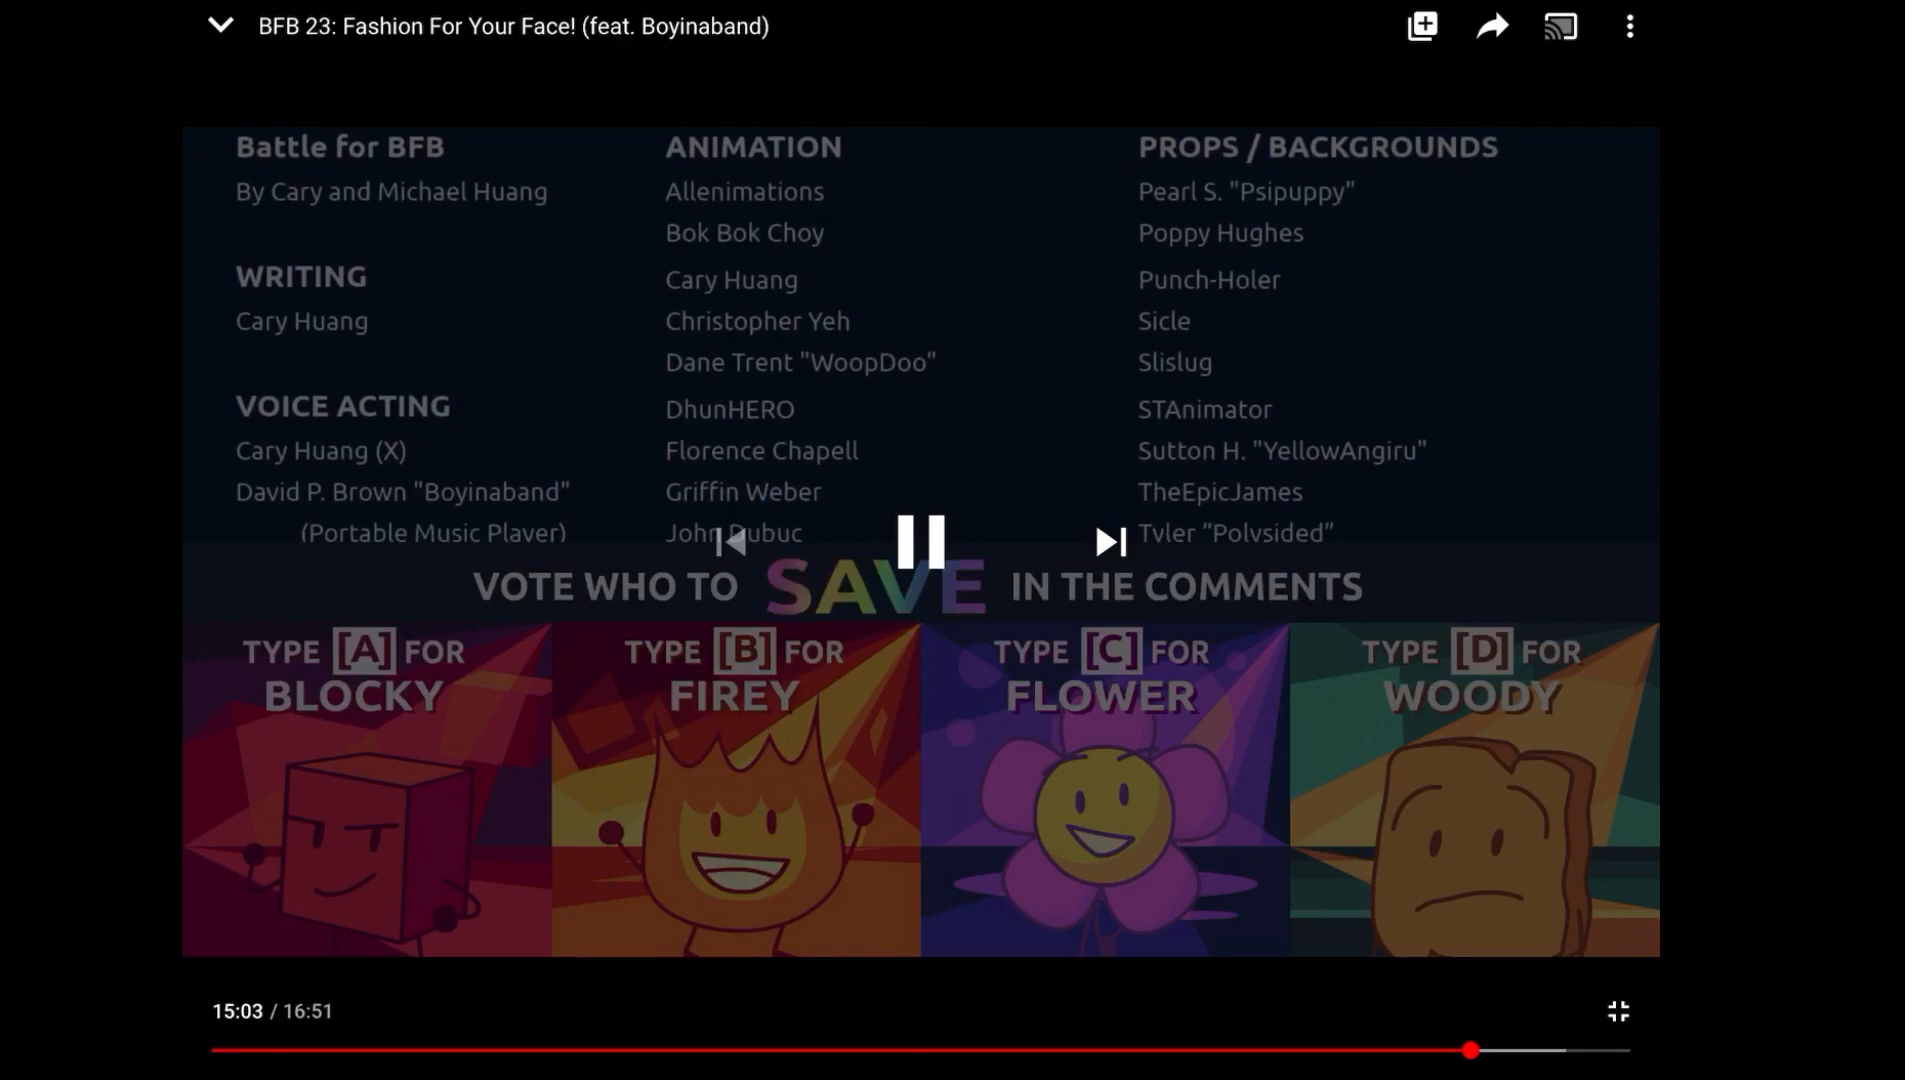 BFB 23: Fashion For Your Face! (feat. Boyinaband)
Battle for BFB
By Cary and Michael Huang
WRITING
Cary Huang
VOICE ACTING
Cary Huang (X)
David P. Brown "Boyinaband"
(Portable Music Player)
ANIMATION
Allenimations
Bok Bok Choy
Cary Huang
Christopher Yeh
Dane Trent "WoopDoo"
DhunHERO
Florence Chapell
Griffin Weber
John Dubuc
PROPS / BACKGROUNDS
Pearl S. "Psipuppy"
Poppy Hughes
Punch-Holer
Sicle
Slislug
STAnimator
Sutton H. "YellowAngiru"
TheEpicJames
Tyler "Polysided"
VOTE WHO TO SAVE IN THE COMMENTS
TYPE [A] FOR
BLOCKY
TYPE [B] FOR
FIREY
TYPE [C] FOR
FLOWER
TYPE [D] FOR
WOODY
15:03 / 16:51